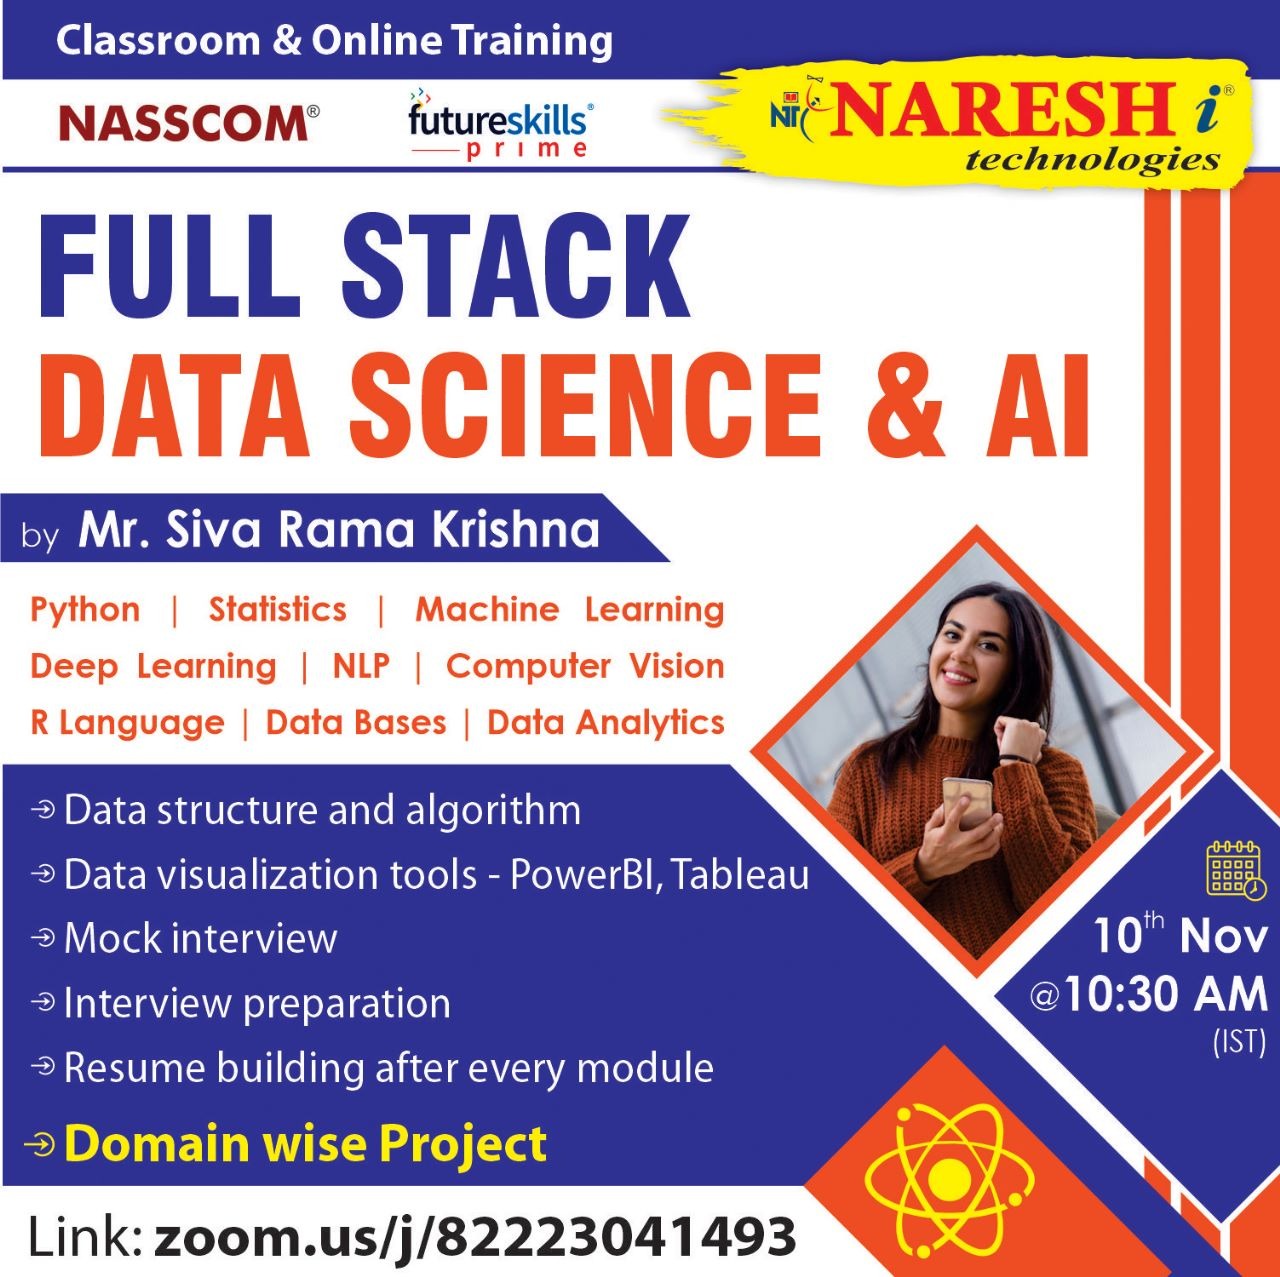 Classroom & Online Training
NASSCOM®
futureskills®
prime
NIT NARESH i®
technologies
FULL STACK
DATA SCIENCE & AI
by Mr. Siva Rama Krishna
Python | Statistics | Machine Learning
Deep Learning | NLP | Computer Vision
R Language | Data Bases | Data Analytics
Data structure and algorithm
Data visualization tools - PowerBI, Tableau
Mock interview
Interview preparation
Resume building after every module
Domain wise Project
10th Nov
@10:30 AM
(IST)
Link: zoom.us/j/82223041493